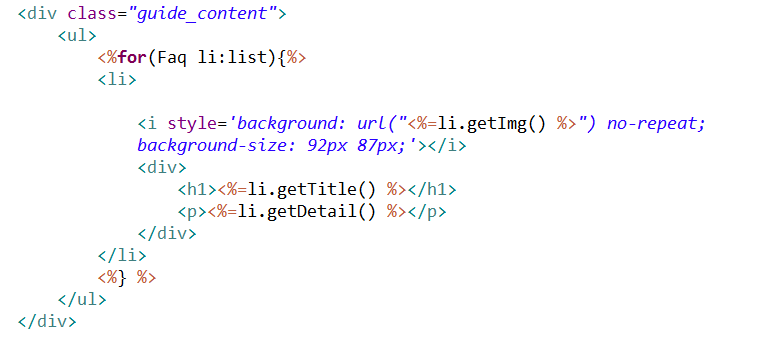 <div class="guide_content">
<ul>
<%for(Faq li:list){%>
<li>
<i style='background: url("<%=li.getImg() %>") no-repeat;
background-size: 92px 87px;'></i>
<div>
<h1><%=li.getTitle() %></h1>
<p><%=li.getDetail() %></p>
</div>
</li>
<%} %>
</ul>
</div>